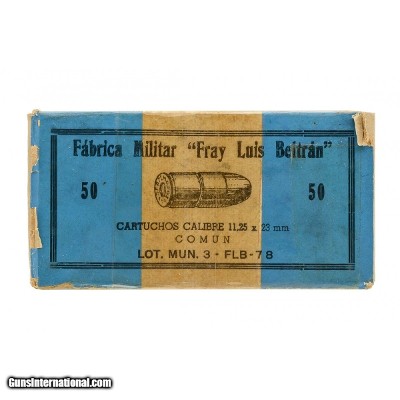 Fábrica Militar "Fray Luis Beltrán"
50 50
CARTUCHOS CALIBRE 11,25 x 23 mm
COMUN
LOT. MUN. 3 - FLB - 78
GunsInternational.com